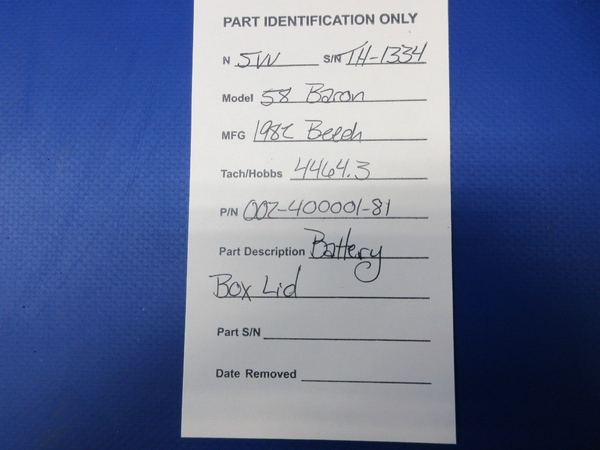 PART IDENTIFICATION ONLY
N 5W S/N TH-1334
Model 58 Baron
MFG 1982 Beech
Tach/Hobbs 4464.3
P/N 002-400001-81
Part Description Battery
Box Lid
Part S/N
Date Removed